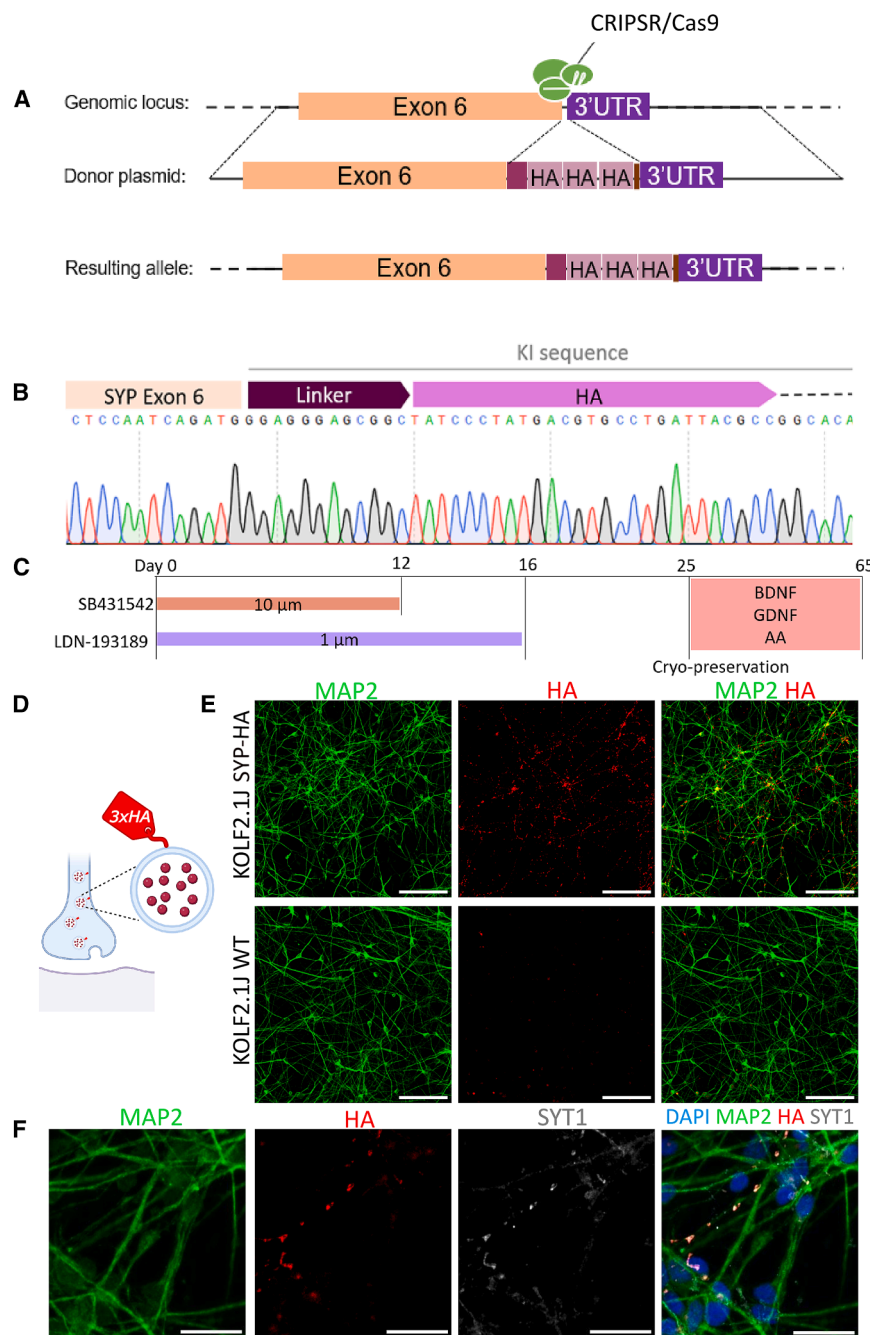 CRIPSR/Cas9
A
Genomic locus:
Exon 6
3'UTR
Donor plasmid:
Exon 6
HA HA HA
3'UTR
Resulting allele:
Exon 6
HA HA HA
3'UTR
KI sequence
B
SYP Exon 6
Linker
HA
CTCCAATCAGATGGGAGGGAGCGGCTATCCCTATGACGTGCCTGATTACGCCGGCACA
C
Day 0
12
16
25
65
SB431542
10 µm
LDN-193189
1 µm
BDNF
GDNF
AA
Cryo-preservation
D
3xHA
E
MAP2
HA
MAP2 HA
KOLF2.1J SYP-HA
KOLF2.1J WT
F
MAP2
HA
SYT1
DAPI MAP2 HA SYT1